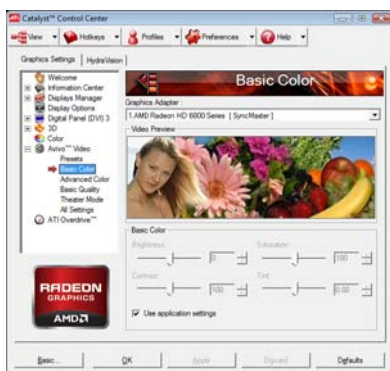 ATI Catalyst™ Control Center
View Hotkeys Profiles Preferences Help
Graphics Settings HydraVision
Welcome
Information Center
Displays Manager
Display Options
Digital Panel (DVI) 3
3D
Color
Avivo™ Video
Presets
Basic Color
Advanced Color
Basic Quality
Theater Mode
All Settings
ATI Overdrive™
RADEON
GRAPHICS
AMD
Basic Color
Graphics Adapter
1.AMD Radeon HD 6800 Series [ SyncMaster ]
Video Preview
Basic Color
Brightness: 0 Saturation: 100
Contrast: 100 Tint: 0.00
Use application settings
Basic... OK Apply Discard Defaults